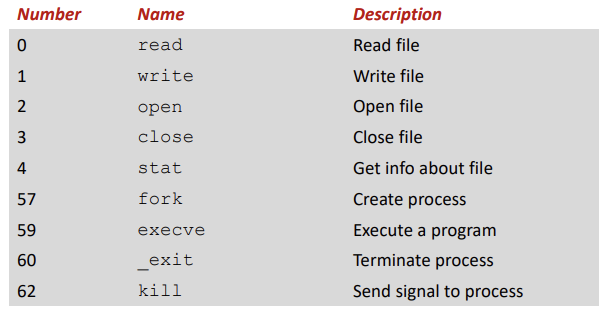 Number Name Description
0 read Read file
1 write Write file
2 open Open file
3 close Close file
4 stat Get info about file
57 fork Create process
59 execve Execute a program
60 _exit Terminate process
62 kill Send signal to process